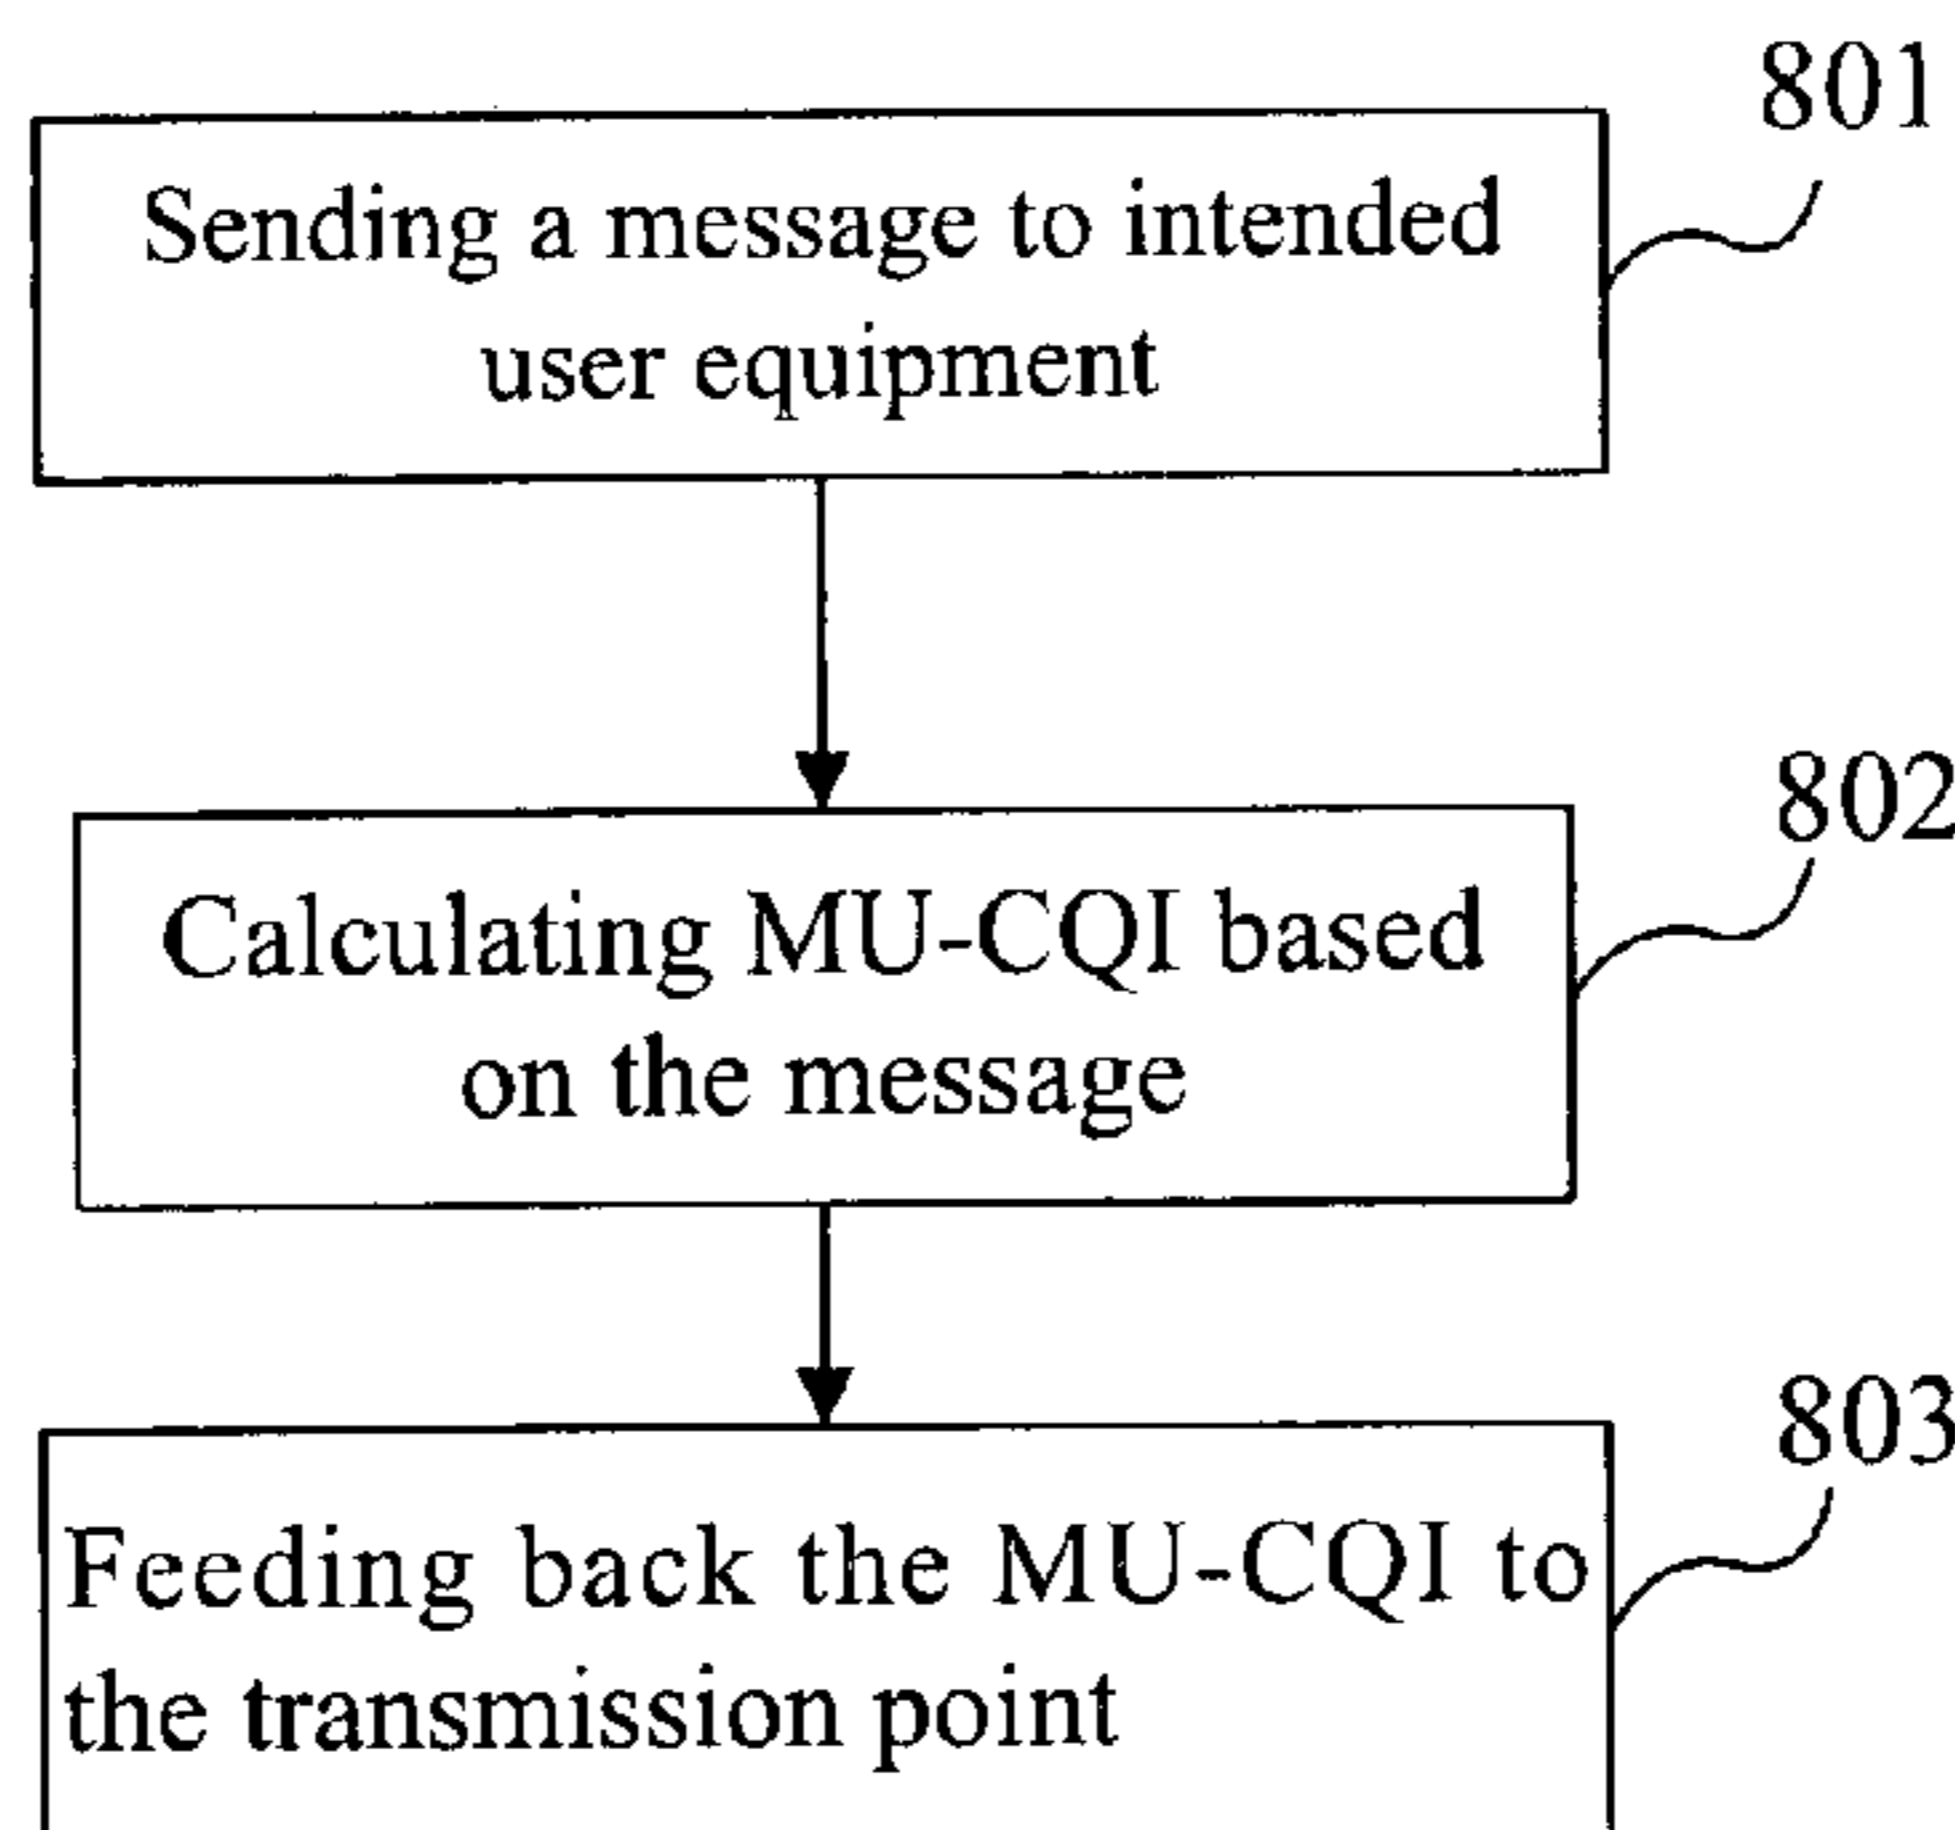 801
Sending a message to intended
user equipment
802
Calculating MU-CQI based
on the message
803
Feeding back the MU-CQI to
the transmission point